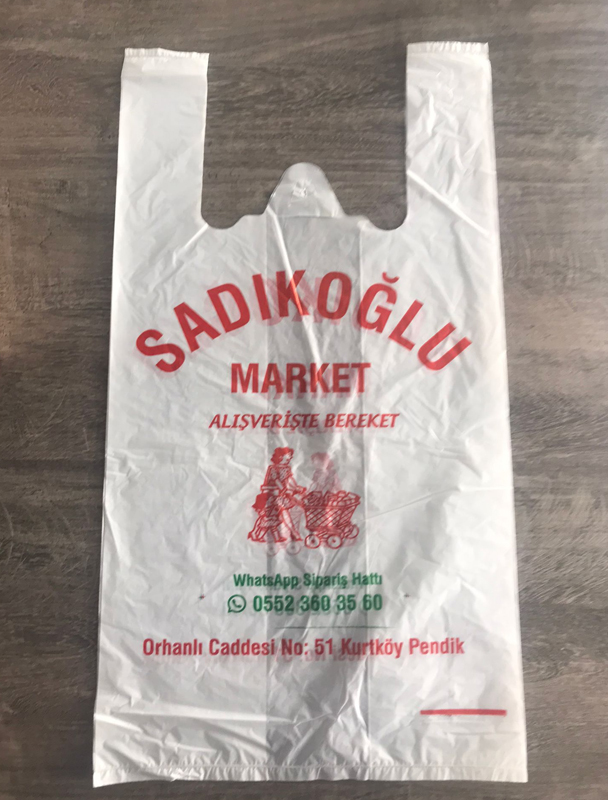 SADIKOĞLU
MARKET
ALIŞVERİŞTE BEREKET
WhatsApp Sipariş Hattı
0552 360 35 60
Orhanlı Caddesi No: 51 Kurtköy Pendik